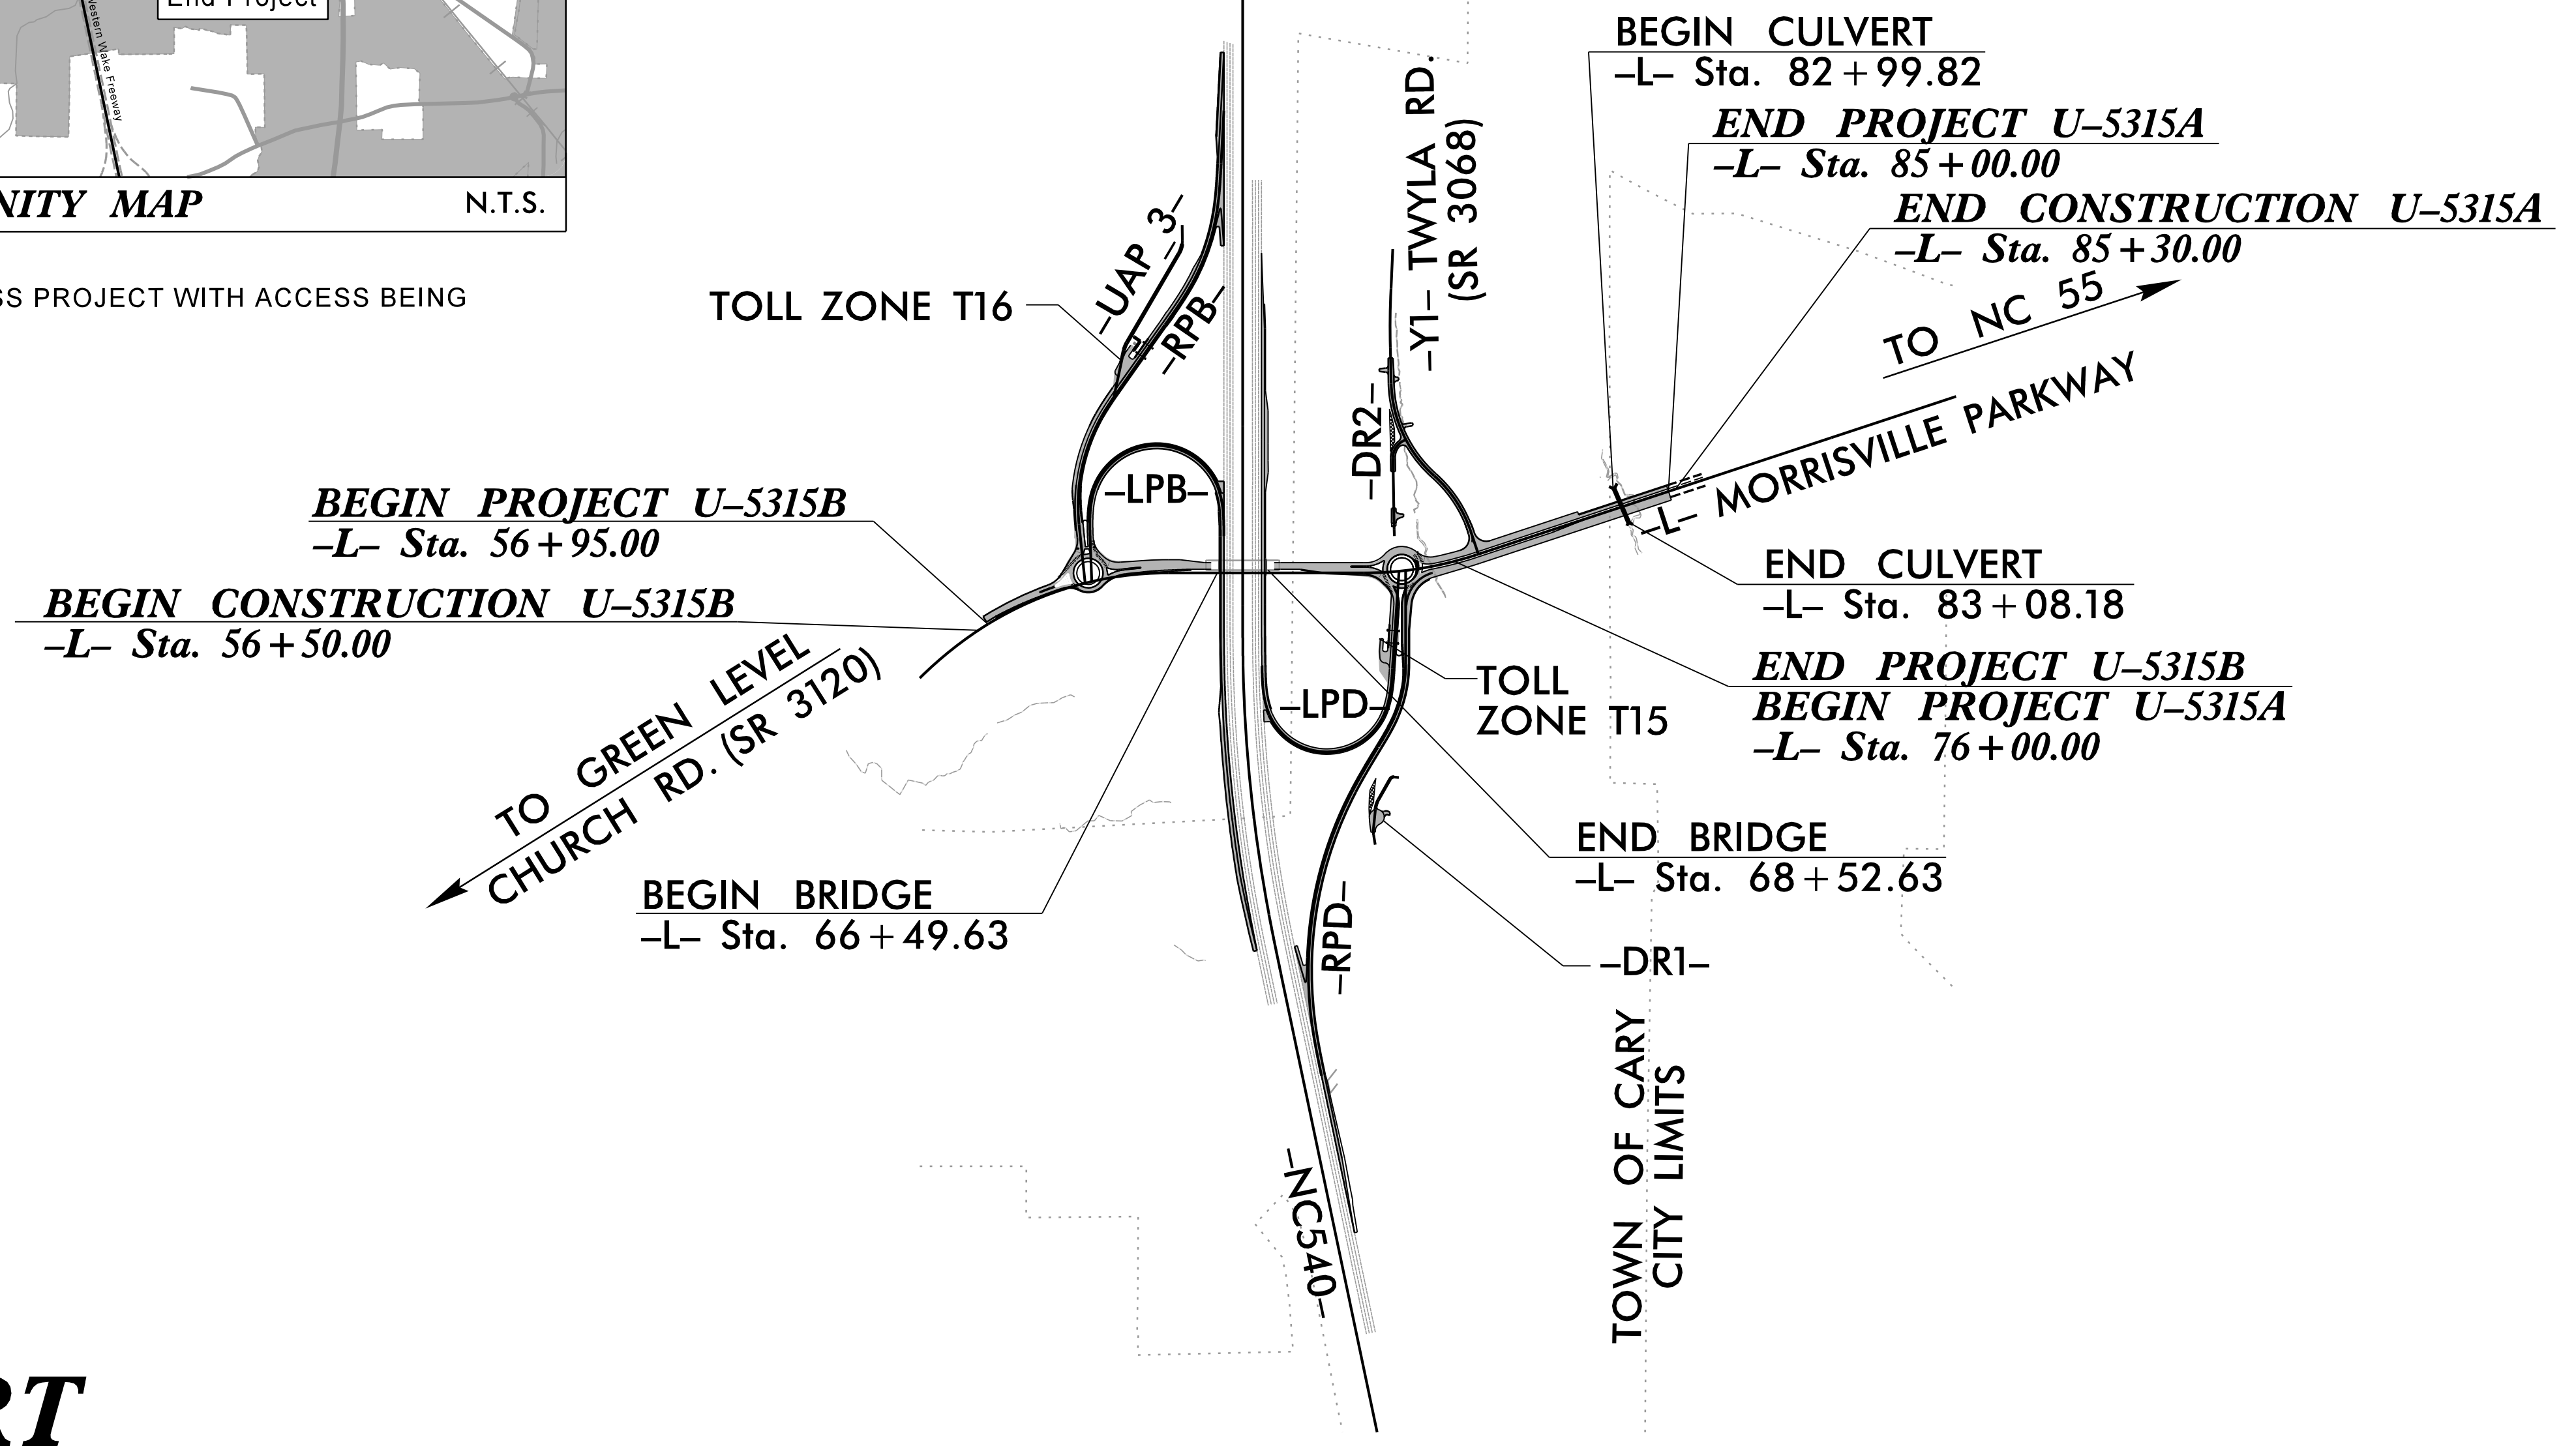 End Project
Western Wake Freeway
NITY MAP
N.T.S.
SS PROJECT WITH ACCESS BEING
BEGIN CULVERT
–L– Sta. 82+99.82
END PROJECT U–5315A
–L– Sta. 85+00.00
END CONSTRUCTION U–5315A
–L– Sta. 85+30.00
TO NC 55
–L– MORRISVILLE PARKWAY
–Y1– TWYLA RD.
(SR 3068)
–UAP_3–
–RPB–
TOLL ZONE T16
–DR2–
–LPB–
BEGIN PROJECT U–5315B
–L– Sta. 56+95.00
BEGIN CONSTRUCTION U–5315B
–L– Sta. 56+50.00
END CULVERT
–L– Sta. 83+08.18
END PROJECT U–5315B
BEGIN PROJECT U–5315A
–L– Sta. 76+00.00
TO GREEN LEVEL
CHURCH RD. (SR 3120)
–LPD–
TOLL
ZONE T15
BEGIN BRIDGE
–L– Sta. 66+49.63
END BRIDGE
–L– Sta. 68+52.63
–RPD–
–DR1–
TOWN OF CARY
CITY LIMITS
–NC540–
RT